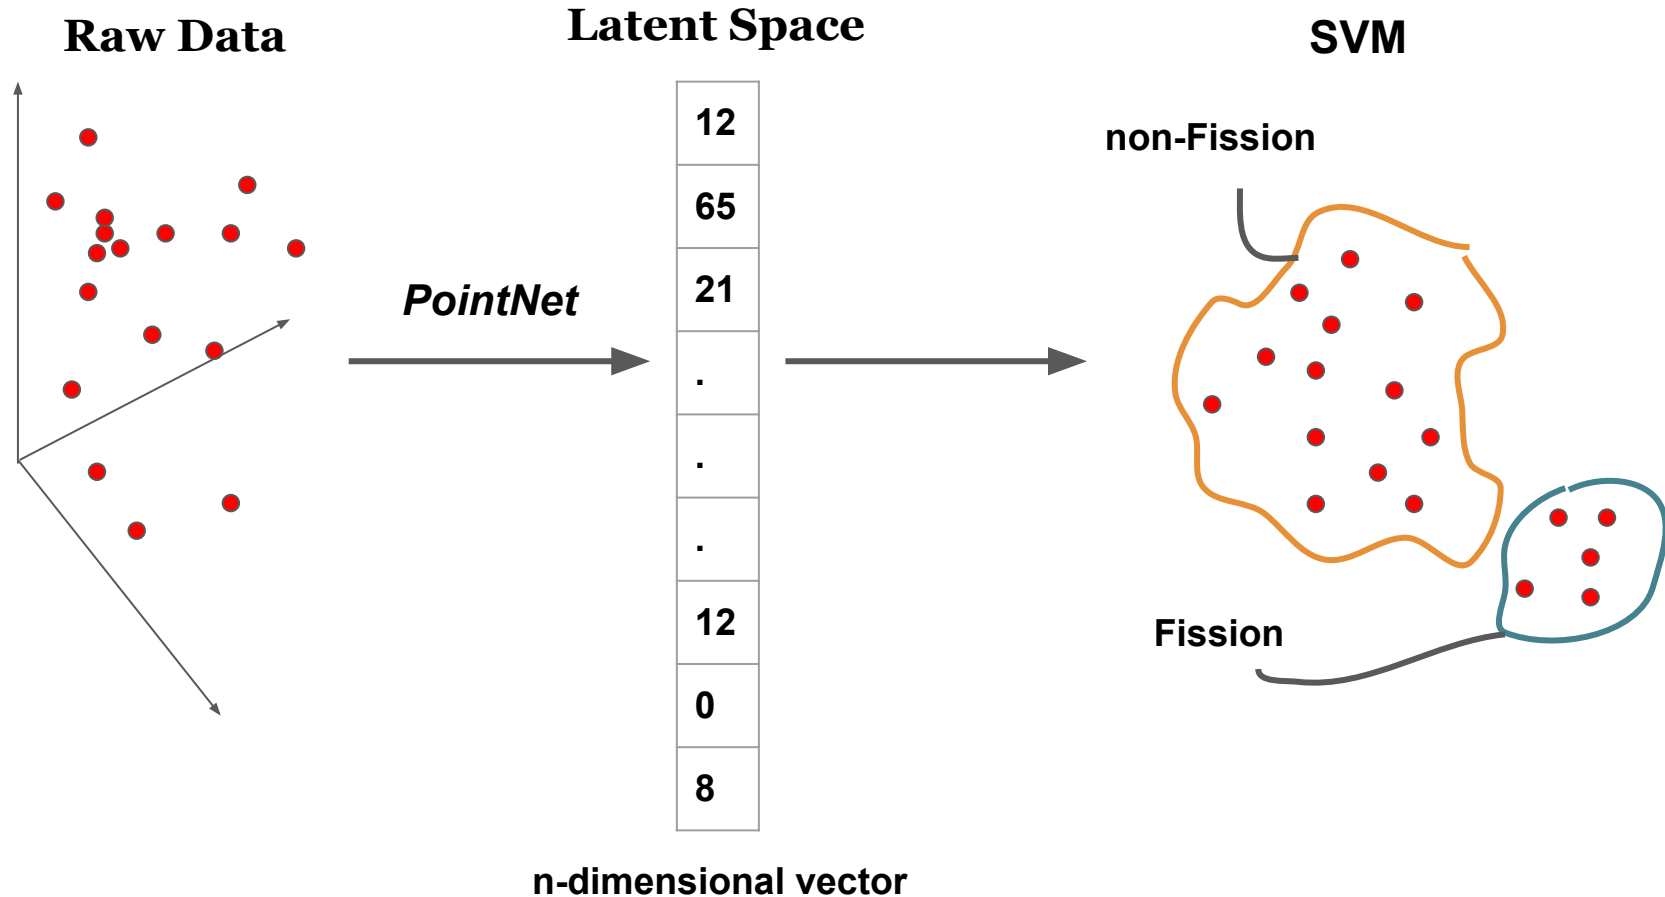 Raw Data
Latent Space
SVM
12
65
21
.
.
.
12
0
8
PointNet
non-Fission
Fission
n-dimensional vector